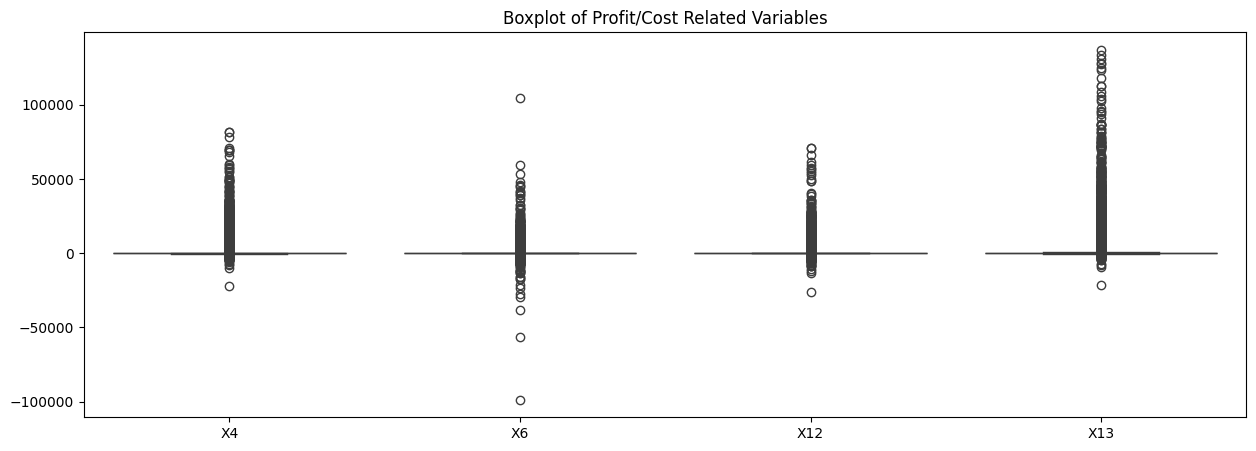 Boxplot of Profit/Cost Related Variables
100000
50000
0
−50000
−100000
X4 X6 X12 X13